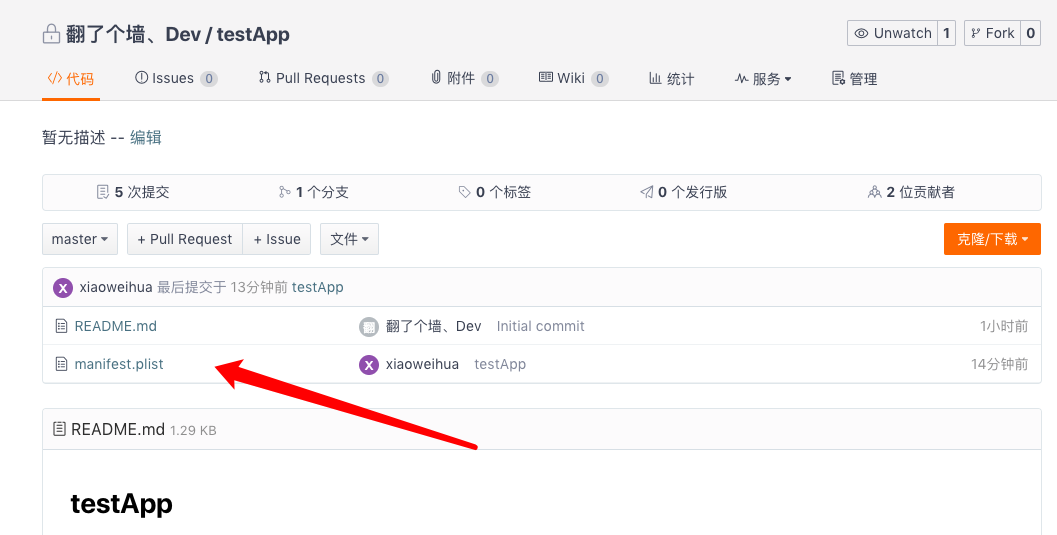 翻了个墙、Dev / testApp
Unwatch 1 Fork 0
代码 Issues 0 Pull Requests 0 附件 0 Wiki 0 统计 服务 管理
暂无描述 -- 编辑
5 次提交 1 个分支 0 个标签 0 个发行版 2 位贡献者
master + Pull Request + Issue 文件 克隆/下载
X xiaoweihua 最后提交于 13分钟前 testApp
README.md 翻 翻了个墙、Dev Initial commit 1小时前
manifest.plist X xiaoweihua testApp 14分钟前
README.md 1.29 KB
testApp